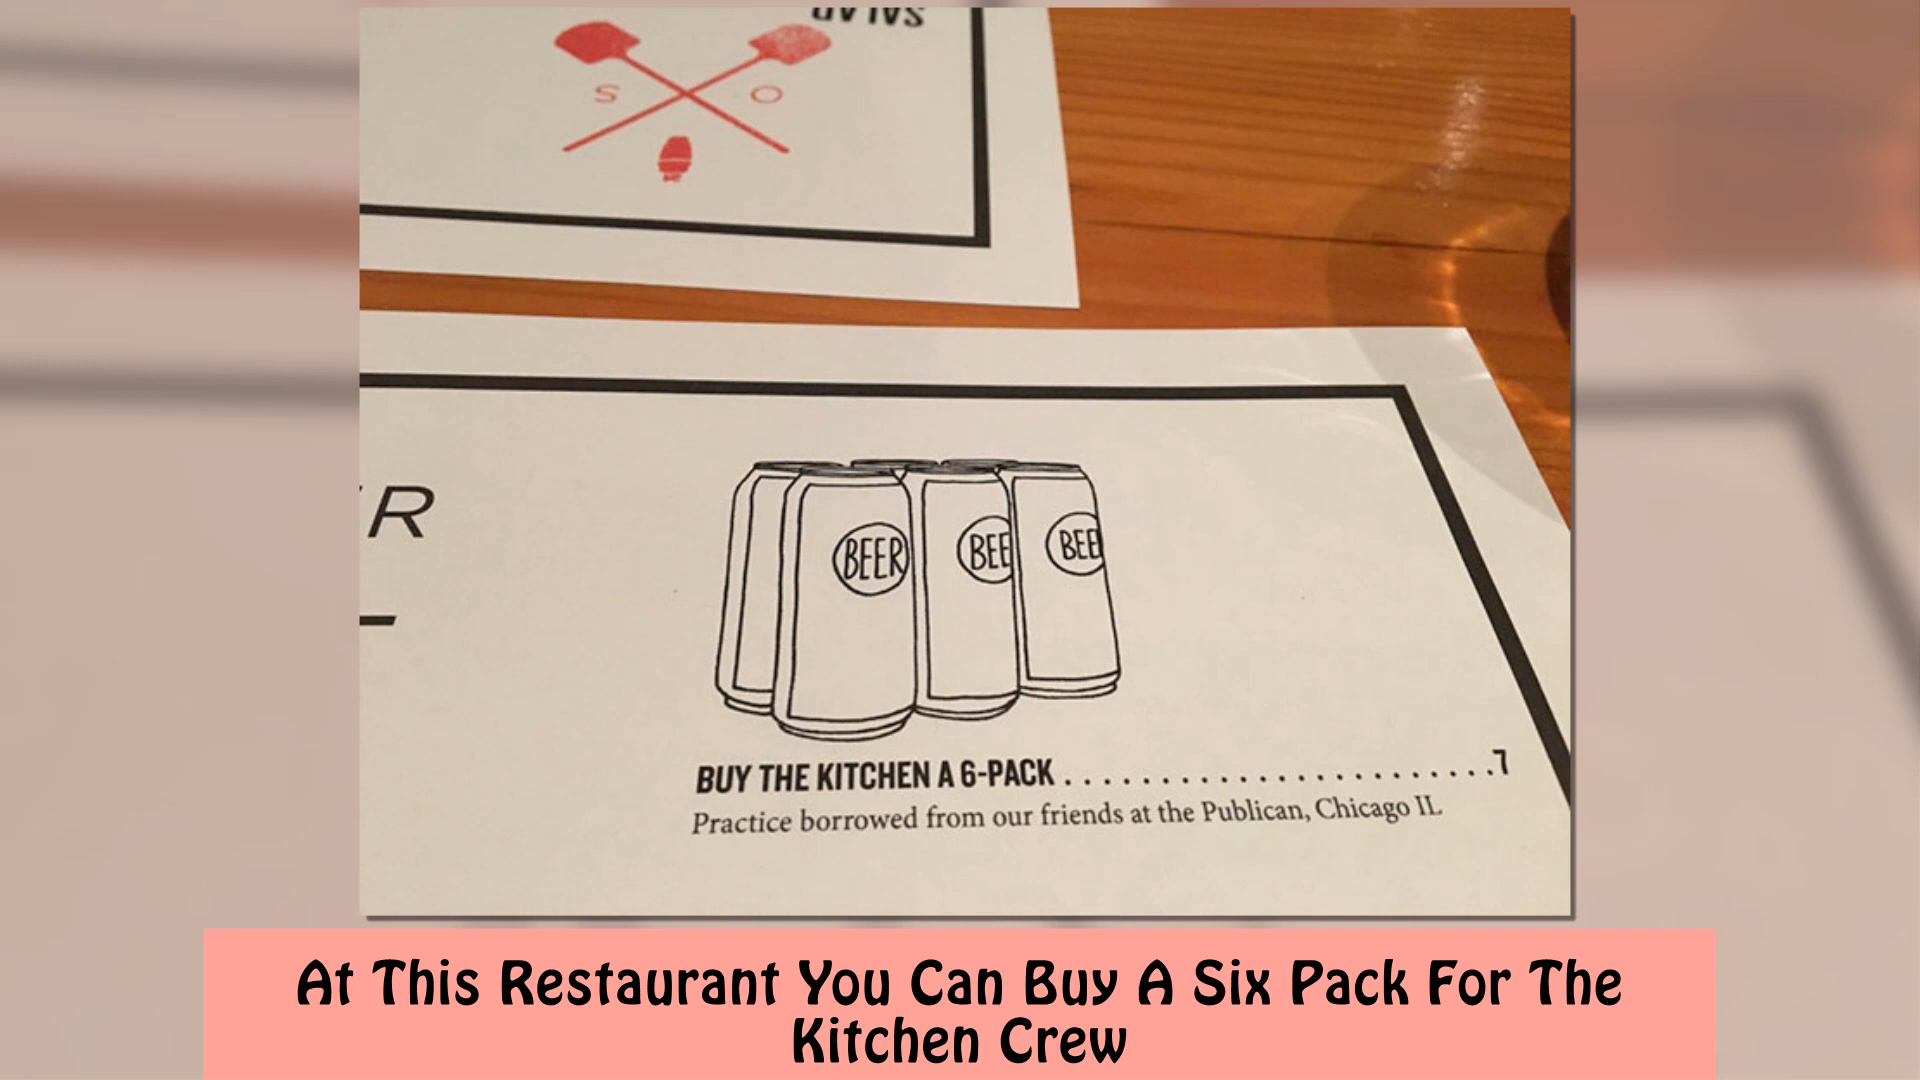 SALAD
S O
R
BEER BEE BEE
BUY THE KITCHEN A 6-PACK . . . . . . . . . . . . . . . . . . . . . . . .7
Practice borrowed from our friends at the Publican, Chicago IL
At This Restaurant You Can Buy A Six Pack For The
Kitchen Crew